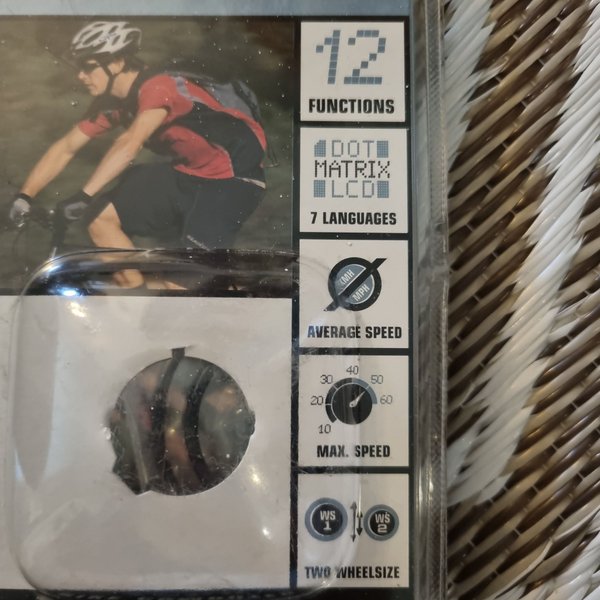 12
FUNCTIONS
DOT
MATRIX
LCD
7 LANGUAGES
KMH
MPH
AVERAGE SPEED
10 20 30 40 50 60
MAX. SPEED
WS 1
WS 2
TWO WHEELSIZE